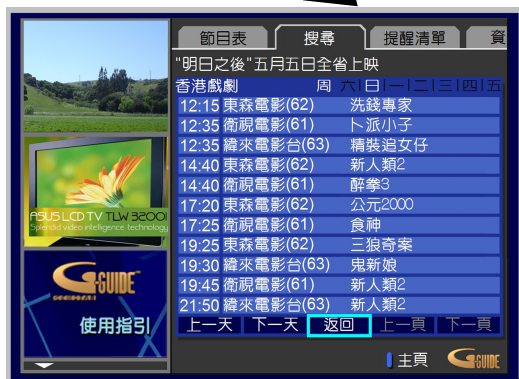 節目表 搜尋 提醒清單 資
"明日之後"五月五日全省上映
香港戲劇 周 六|日|一|二|三|四|五
12:15 東森電影(62) 洗錢專家
12:35 衛視電影(61) 卜派小子
12:35 緯來電影台(63) 精裝追女仔
14:40 東森電影(62) 新人類2
14:40 衛視電影(61) 醉拳3
17:20 東森電影(62) 公元2000
17:25 衛視電影(61) 食神
19:25 東森電影(62) 三狼奇案
19:30 緯來電影台(63) 鬼新娘
19:45 衛視電影(61) 新人類2
21:50 緯來電影台(63) 新人類2
上一天 下一天 返回 上一頁 下一頁
主頁 G-GUIDE
ASUS LCD TV TLW 32001
Splendid video intelligence technology
G-GUIDE
GEMSTAR
使用指引